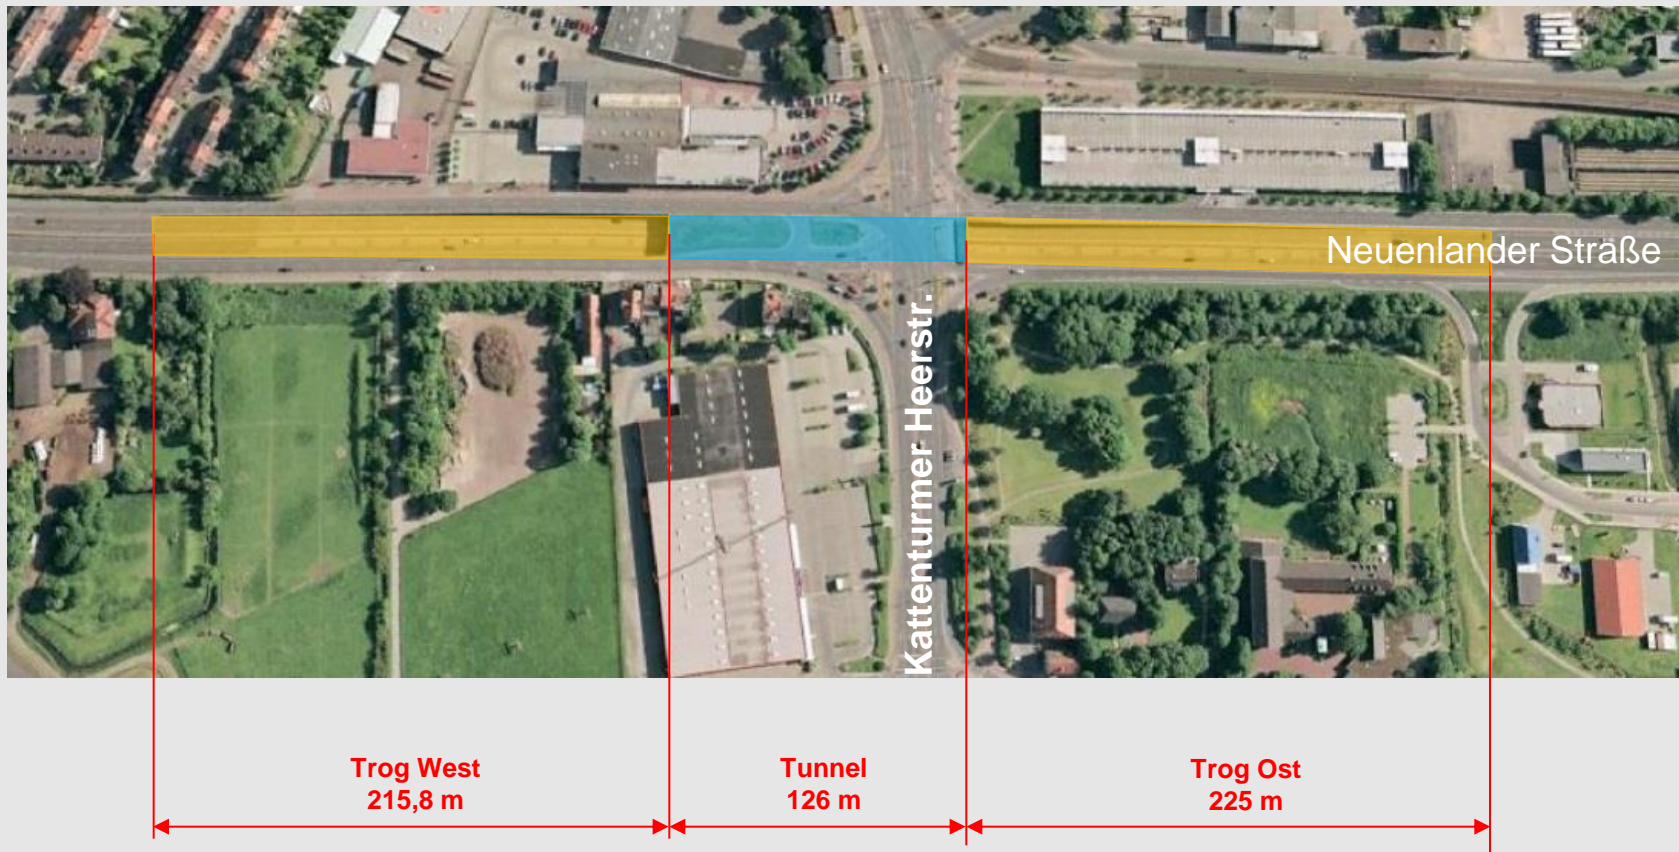 Neuenlander Straße
Kattenturmer Heerstr.
Trog West
215,8 m
Tunnel
126 m
Trog Ost
225 m